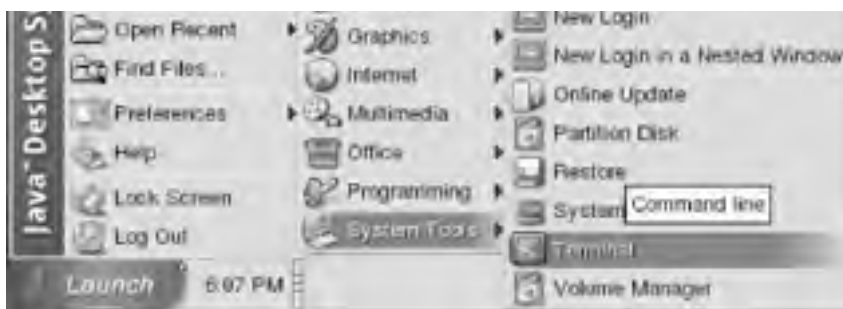 Java™ Desktop Sy
Open Recent
Find Files...
Preferences
Help
Lock Screen
Log Out
Launch
6:07 PM
Graphics
Internet
Multimedia
Office
Programming
System Tools
New Login
New Login in a Nested Window
Online Update
Partition Disk
Restore
System
Command line
Terminal
Volume Manager